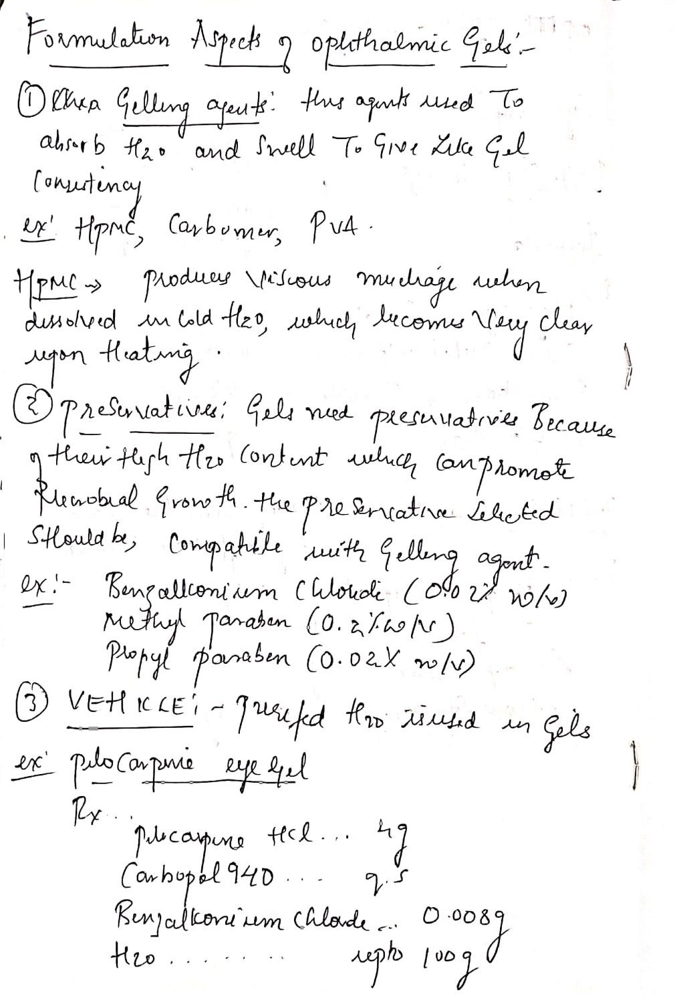 Formulation Aspects of ophthalmic Gels:-
① Gelling agents: this agents used To
absorb H2O and Swell To Give Like Gel
Consistency
ex: HPMC, Carbomer, PVA.
HPMC → produces Viscous mucilage when
dissolved in Cold H2O, which becomes Very clear
upon Heating.
② preservatives: Gels need preservatives Because
of their High H2O Content which can promote
Microbial Growth. the preservative Selected
SHould be, Compatible with Gelling agent.
ex:- Benzallconium Chloride (0.02% w/v)
Methyl paraben (0.2% w/v)
Propyl paraben (0.02% w/v)
③ VEHICLE:- purified H2O is used in Gels
ex: pilocarpine eye Gel
Rx..
pilocarpine Hcl... 4g
Carbopol 940 ... q.s
Benzalkonium Chloride ... 0.008g
H2O ....... upto 100g